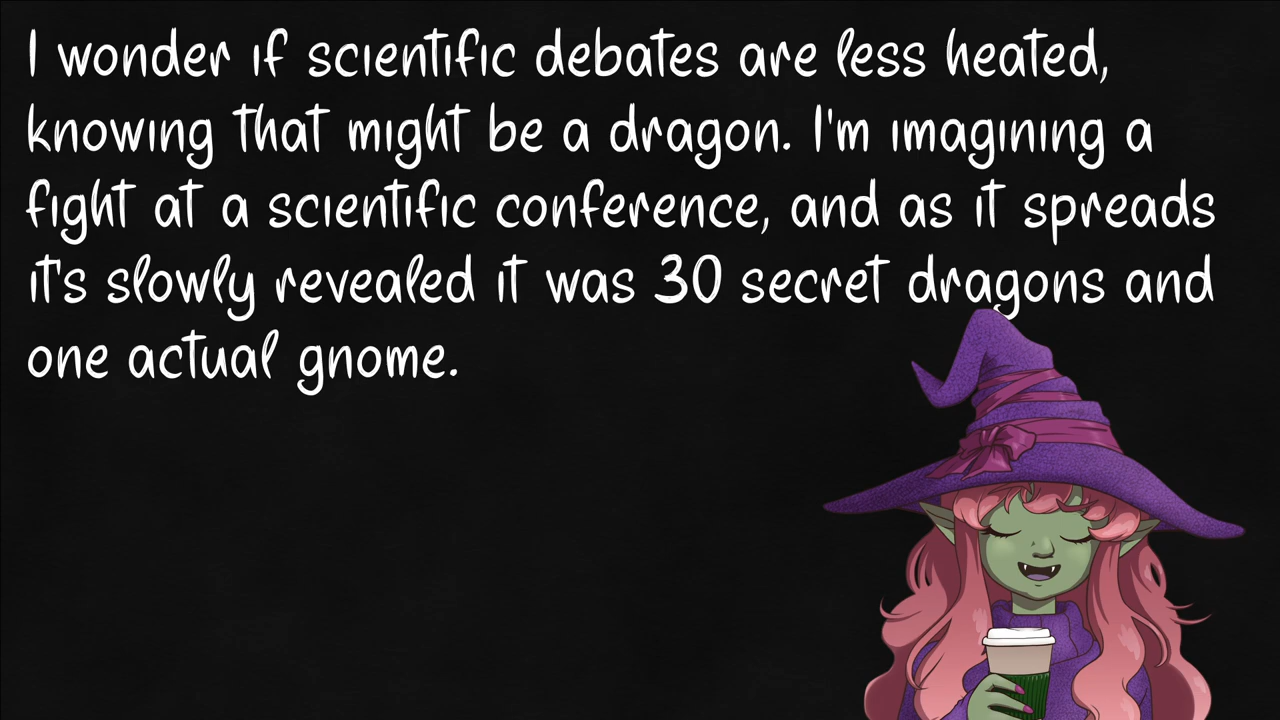 I wonder if scientific debates are less heated,
knowing that might be a dragon. I'm imagining a
fight at a scientific conference, and as it spreads
it's slowly revealed it was 30 secret dragons and
one actual gnome.